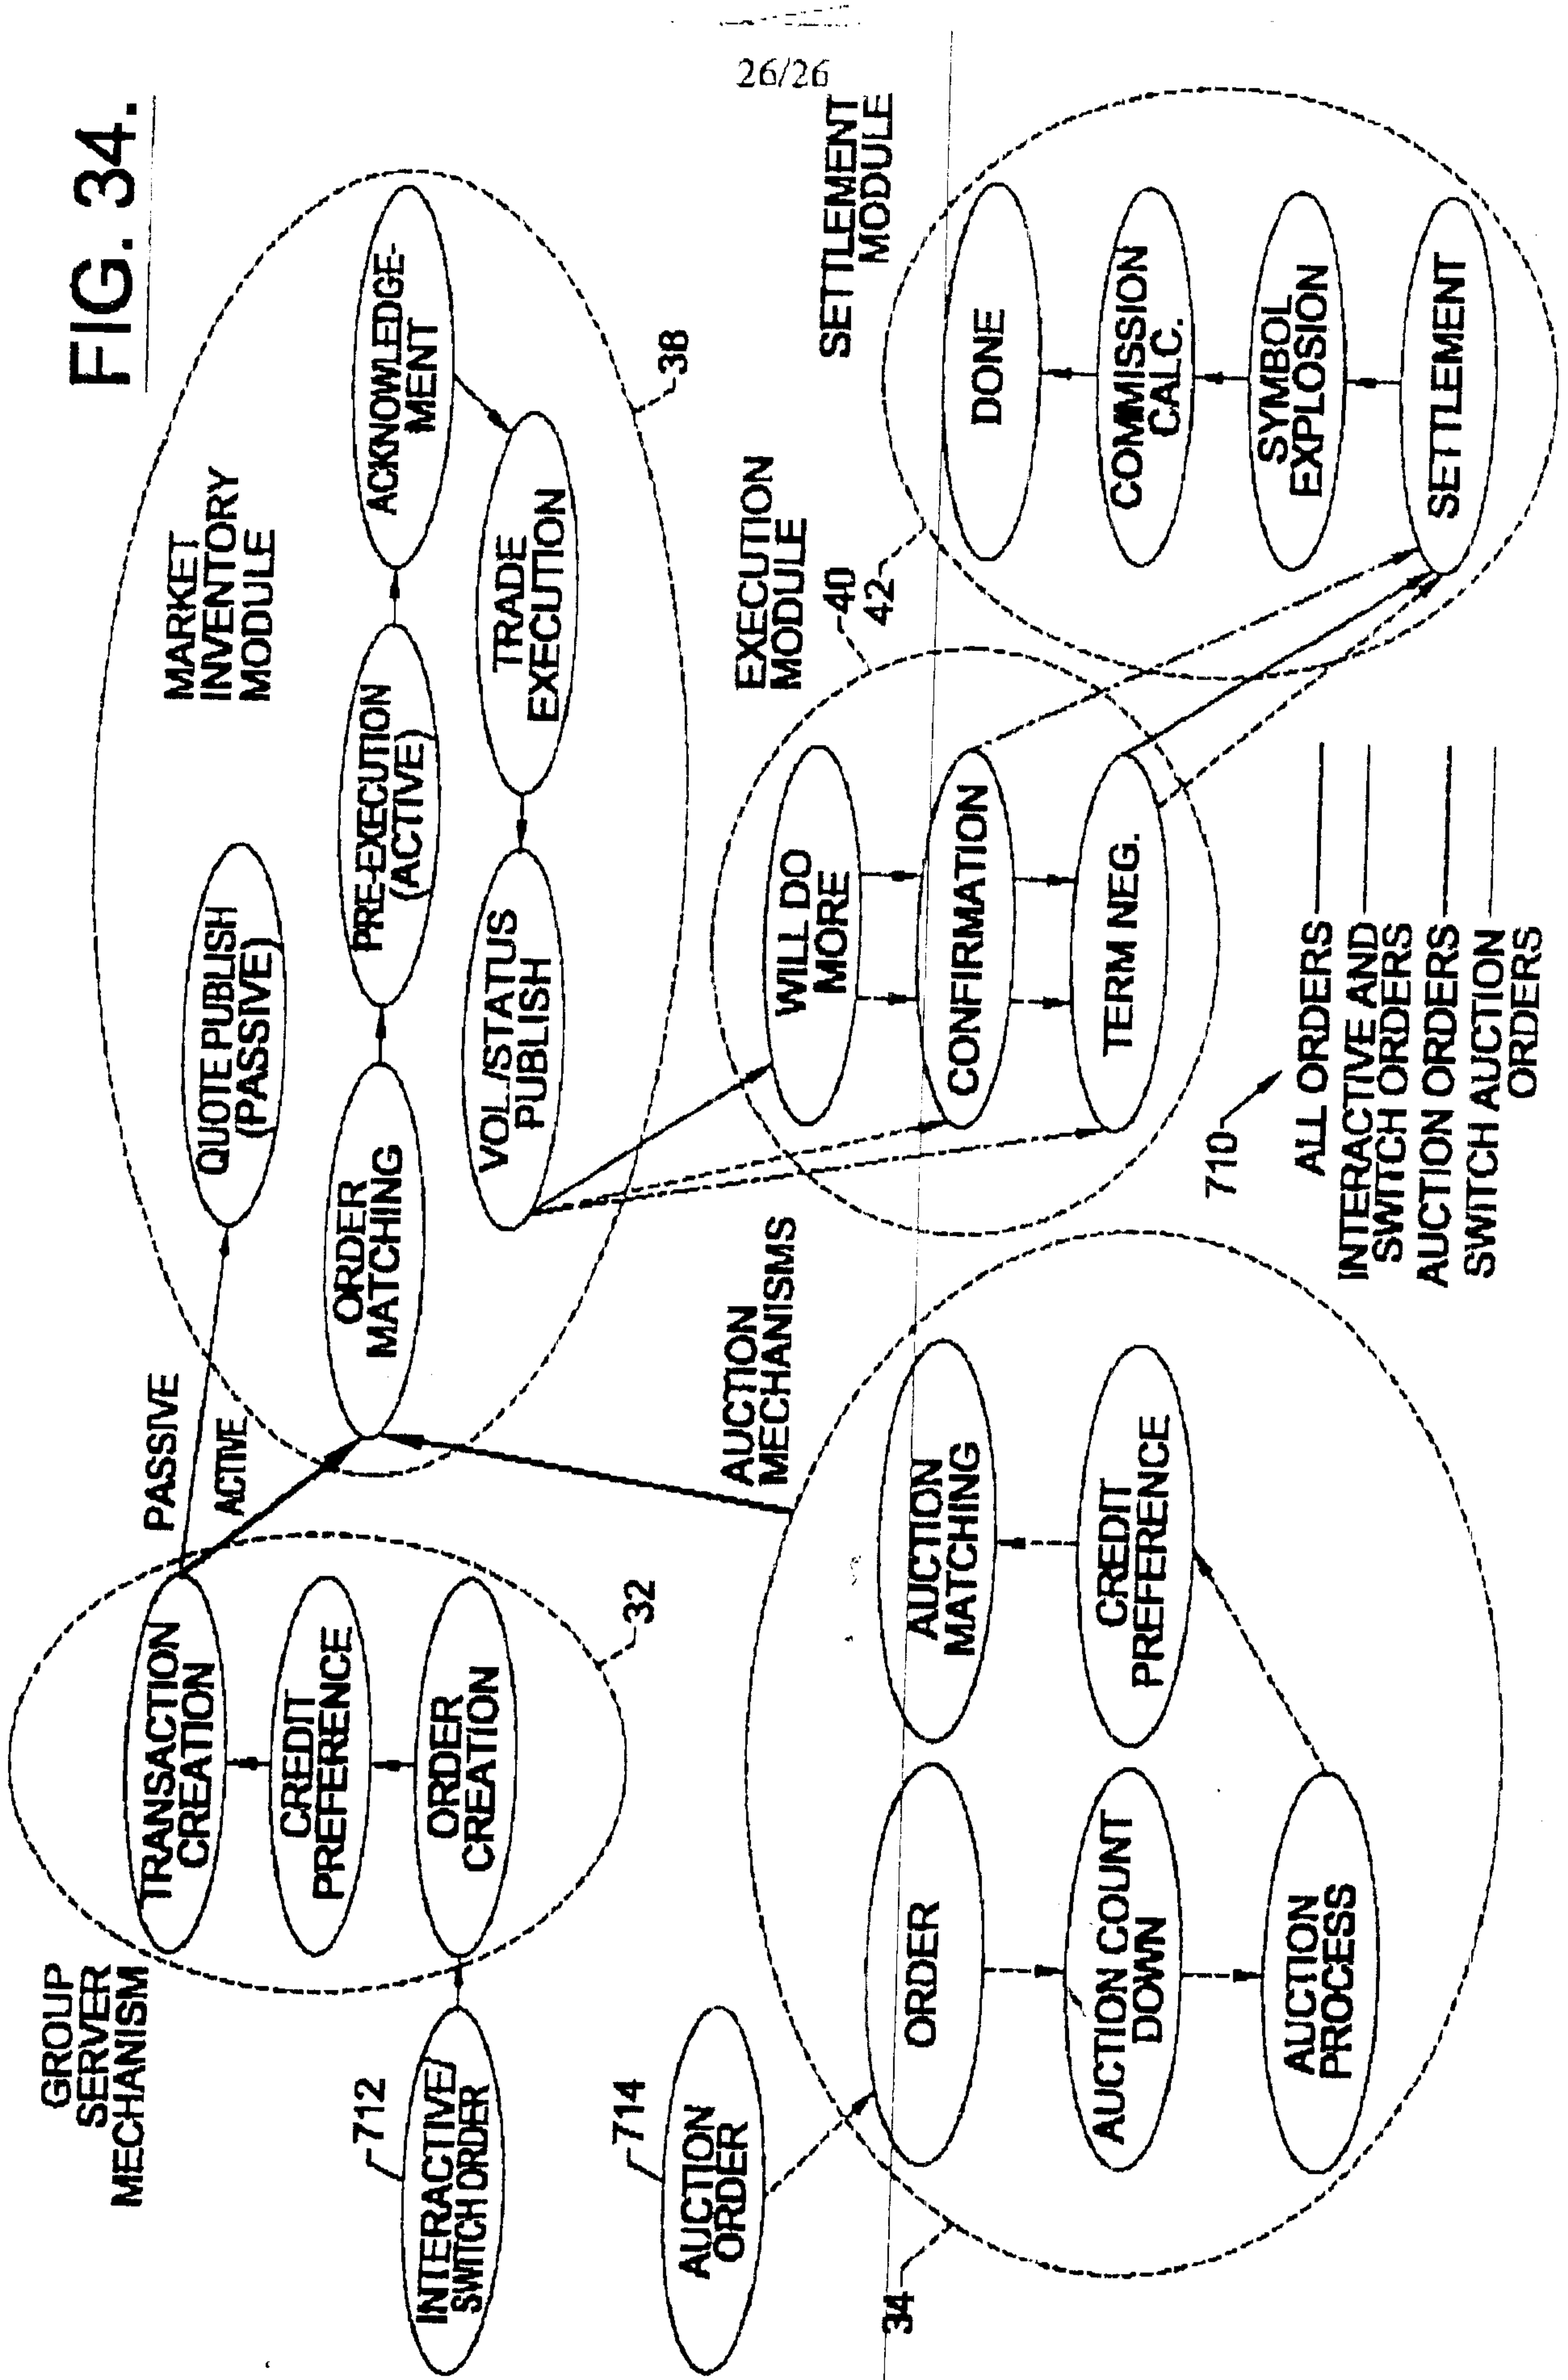 26/26
FIG. 34.
GROUP
SERVER
MECHANISM
TRANSACTION
CREATION
CREDIT
PREFERENCE
ORDER
CREATION
32
712
INTERACTIVE/
SWITCH ORDER
PASSIVE
ACTIVE
MARKET
INVENTORY
MODULE
QUOTE PUBLISH
(PASSIVE)
ORDER
MATCHING
PRE-EXECUTION
(ACTIVE)
ACKNOWLEDGE-
MENT
TRADE
EXECUTION
VOL./STATUS
PUBLISH
38
714
AUCTION
ORDER
AUCTION
MECHANISMS
ORDER
AUCTION COUNT
DOWN
AUCTION
PROCESS
CREDIT
PREFERENCE
AUCTION
MATCHING
34
EXECUTION
MODULE
40
WILL DO
MORE
CONFIRMATION
TERM NEG.
SETTLEMENT
MODULE
42
DONE
COMMISSION
CALC.
SYMBOL
EXPLOSION
SETTLEMENT
710
ALL ORDERS
INTERACTIVE AND
SWITCH ORDERS
AUCTION ORDERS
SWITCH AUCTION
ORDERS